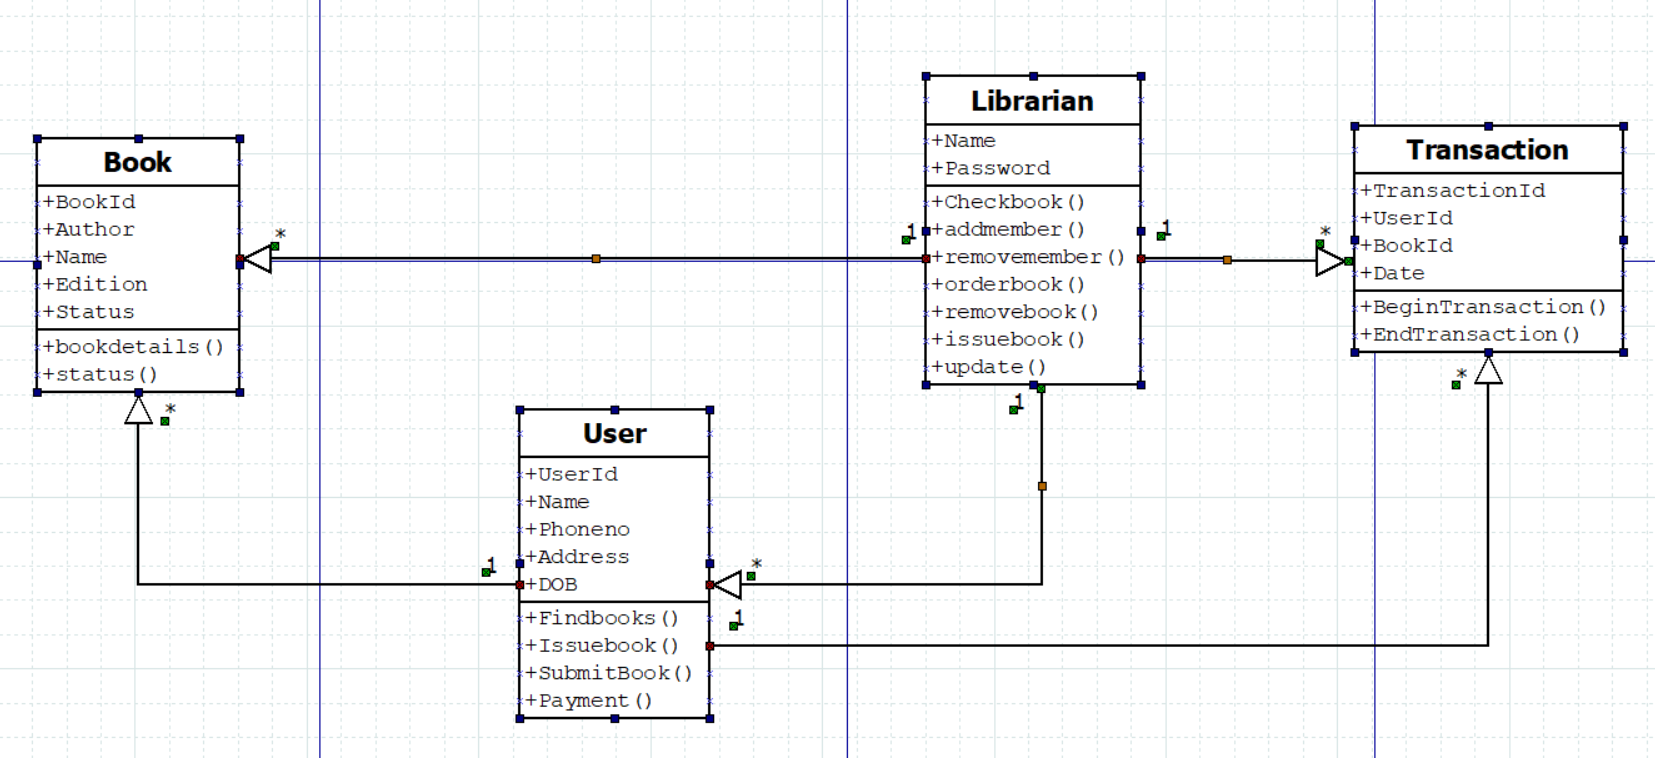 Book
+BookId
+Author
+Name
+Edition
+Status
+bookdetails()
+status()
*
*
User
+UserId
+Name
+Phoneno
+Address
+DOB
+Findbooks()
+Issuebook()
+SubmitBook()
+Payment()
1
*
1
Librarian
+Name
+Password
+Checkbook()
+addmember()
+removemember()
+orderbook()
+removebook()
+issuebook()
+update()
1
1
1
Transaction
+TransactionId
+UserId
+BookId
+Date
+BeginTransaction()
+EndTransaction()
*
*